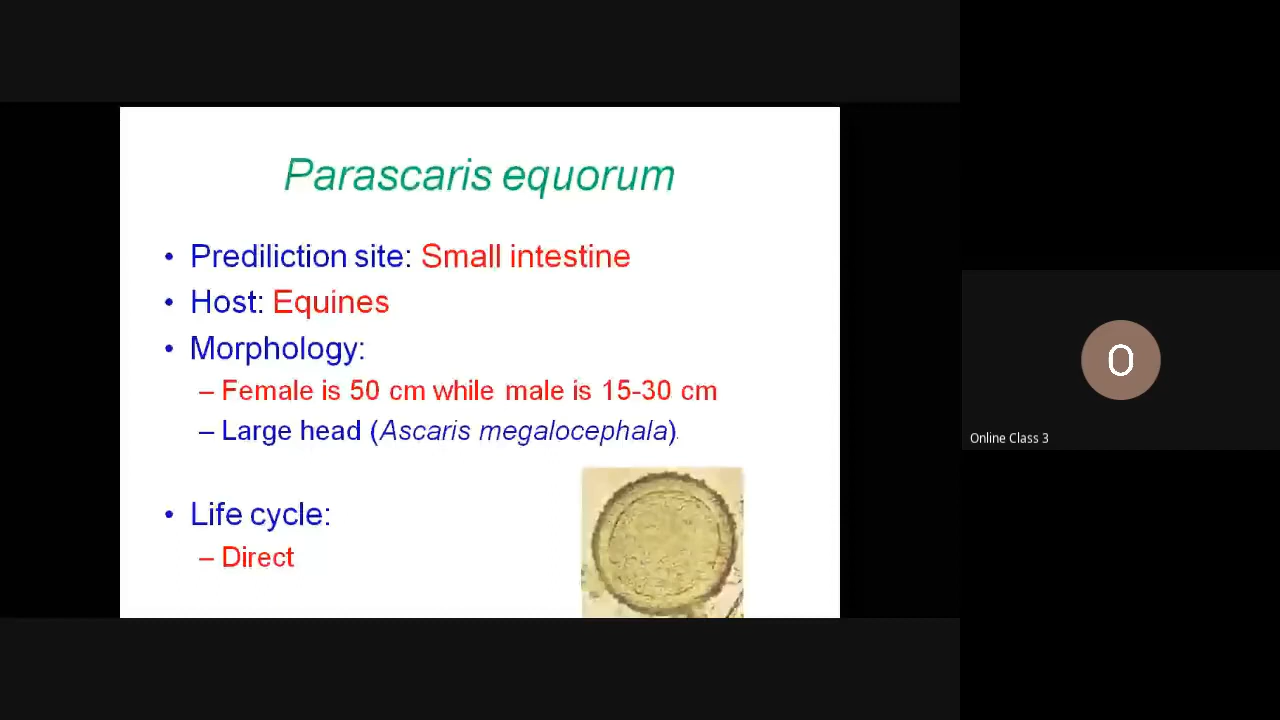 Parascaris equorum
• Prediliction site: Small intestine
• Host: Equines
• Morphology:
– Female is 50 cm while male is 15-30 cm
– Large head (Ascaris megalocephala).
• Life cycle:
– Direct
O
Online Class 3